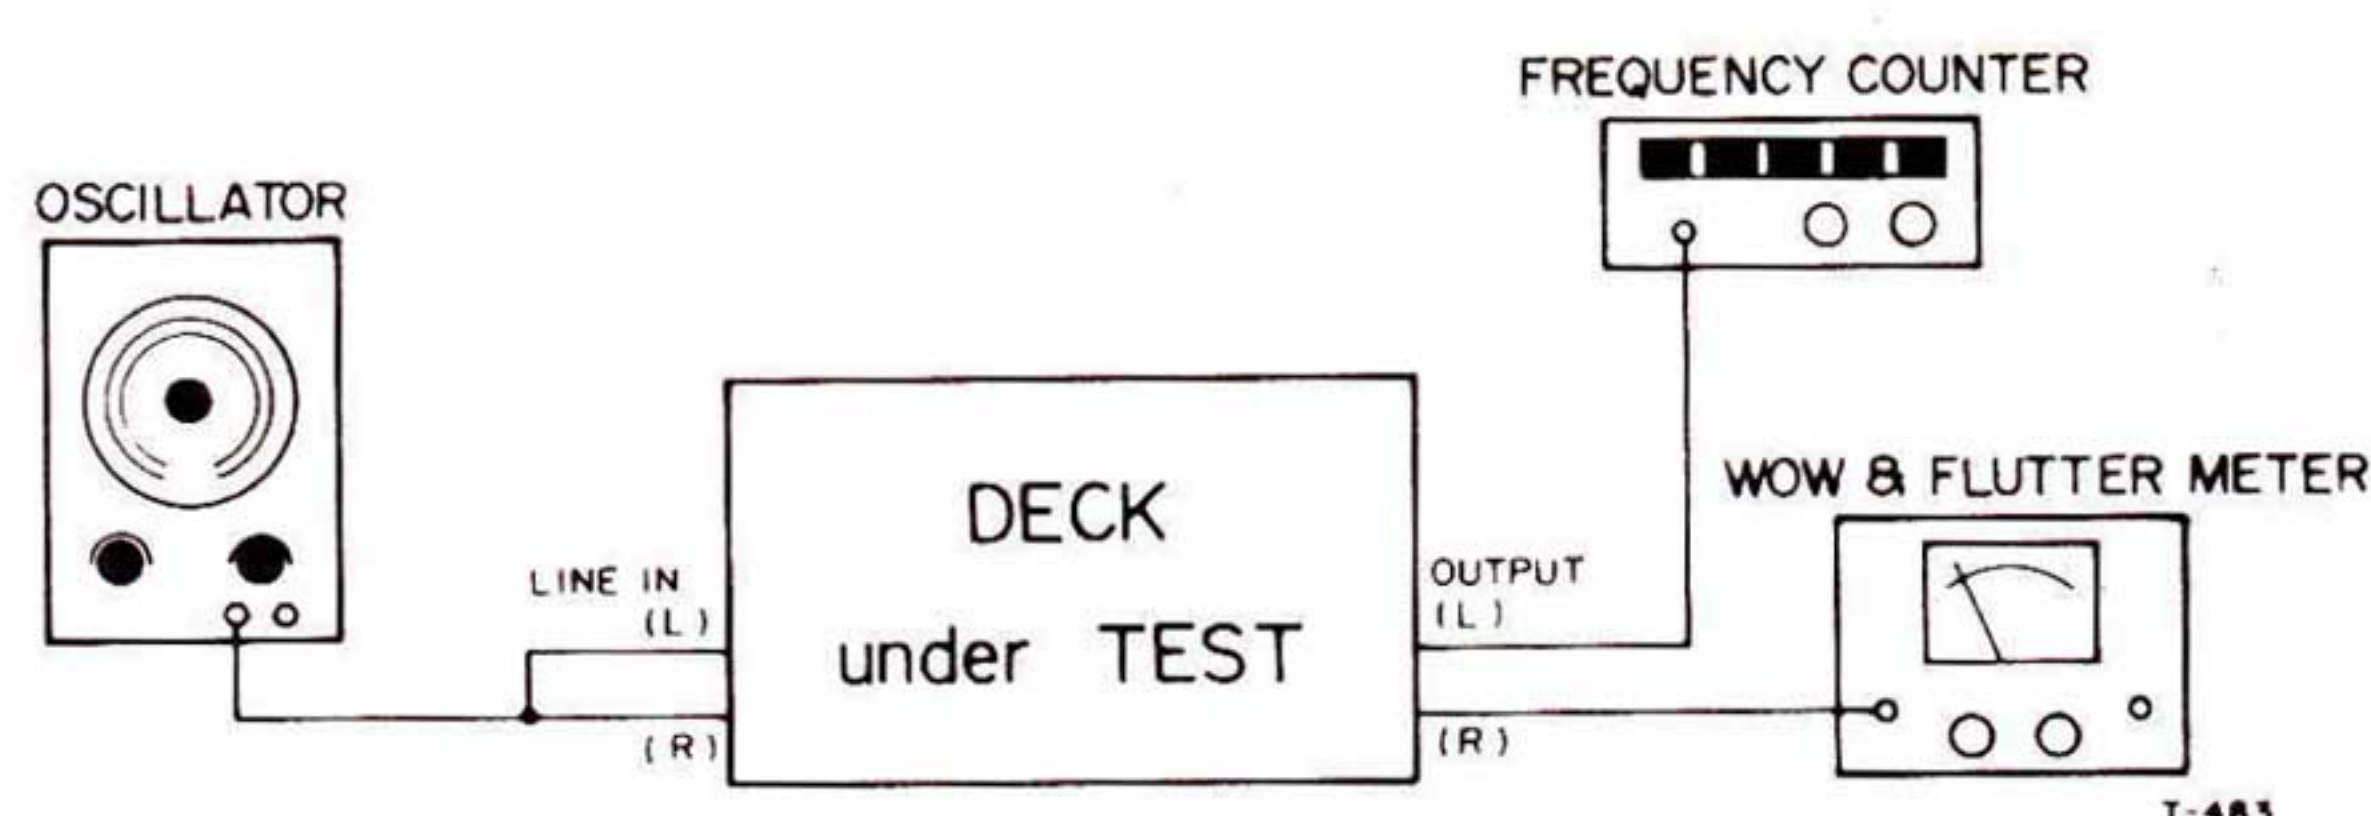 FREQUENCY COUNTER
OSCILLATOR
WOW & FLUTTER METER
DECK
under TEST
LINE IN
(L)
(R)
OUTPUT
(L)
(R)